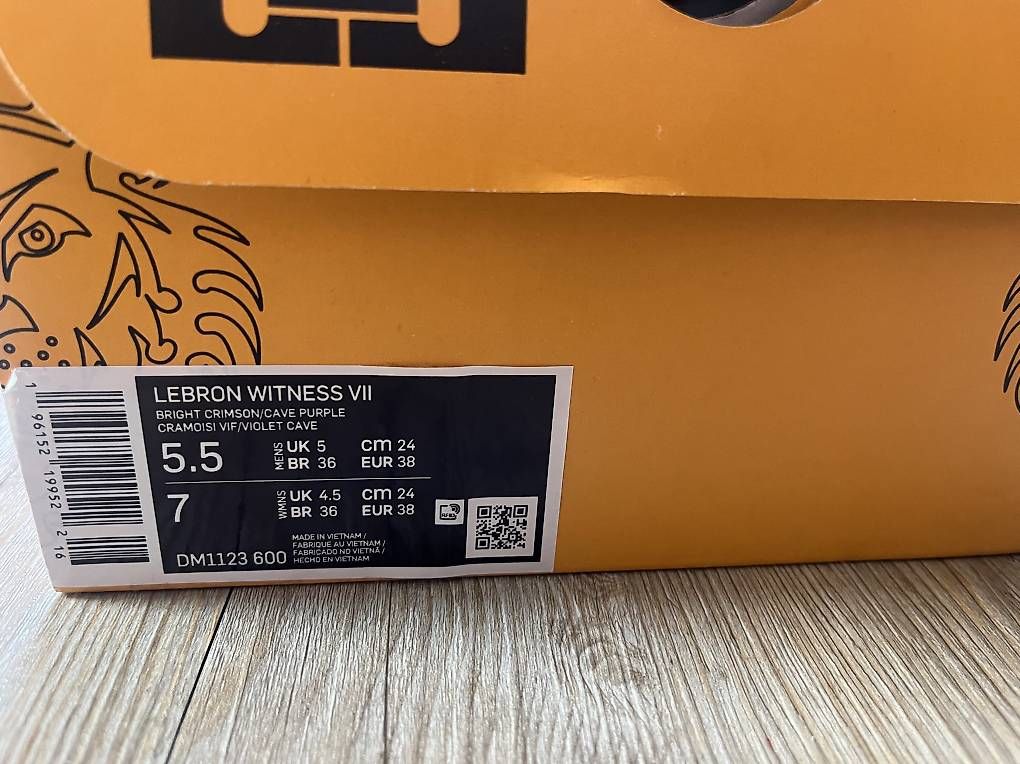 LEBRON WITNESS VII
BRIGHT CRIMSON/CAVE PURPLE
CRAMOISI VIF/VIOLET CAVE
5.5 MENS UK 5 cm 24
BR 36 EUR 38
7 WMNS UK 4.5 cm 24
BR 36 EUR 38
RFID
DM1123 600
MADE IN VIETNAM /
FABRIQUE AU VIETNAM /
FABRICADO NO VIETNÃ /
HECHO EN VIETNAM
1 96152 19952 2 16